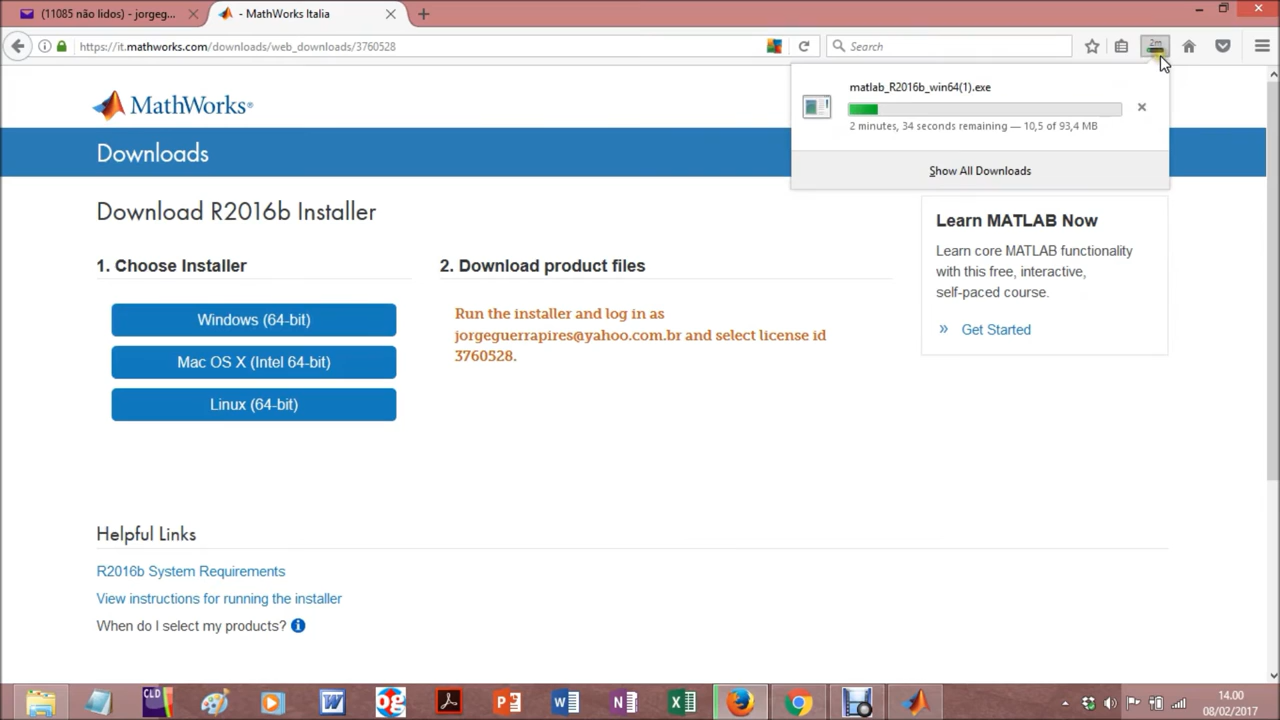 (11085 não lidos) - jorgeg...
- MathWorks Italia
https://it.mathworks.com/downloads/web_downloads/3760528
Search
2m
matlab_R2016b_win64(1).exe
2 minutes, 34 seconds remaining — 10,5 of 93,4 MB
Show All Downloads
MathWorks®
Downloads
Download R2016b Installer
Learn MATLAB Now
Learn core MATLAB functionality
with this free, interactive,
self-paced course.
» Get Started
1. Choose Installer
2. Download product files
Windows (64-bit)
Mac OS X (Intel 64-bit)
Linux (64-bit)
Run the installer and log in as
jorgeguerrapires@yahoo.com.br and select license id
3760528.
Helpful Links
R2016b System Requirements
View instructions for running the installer
When do I select my products?
CLD
14.00
08/02/2017